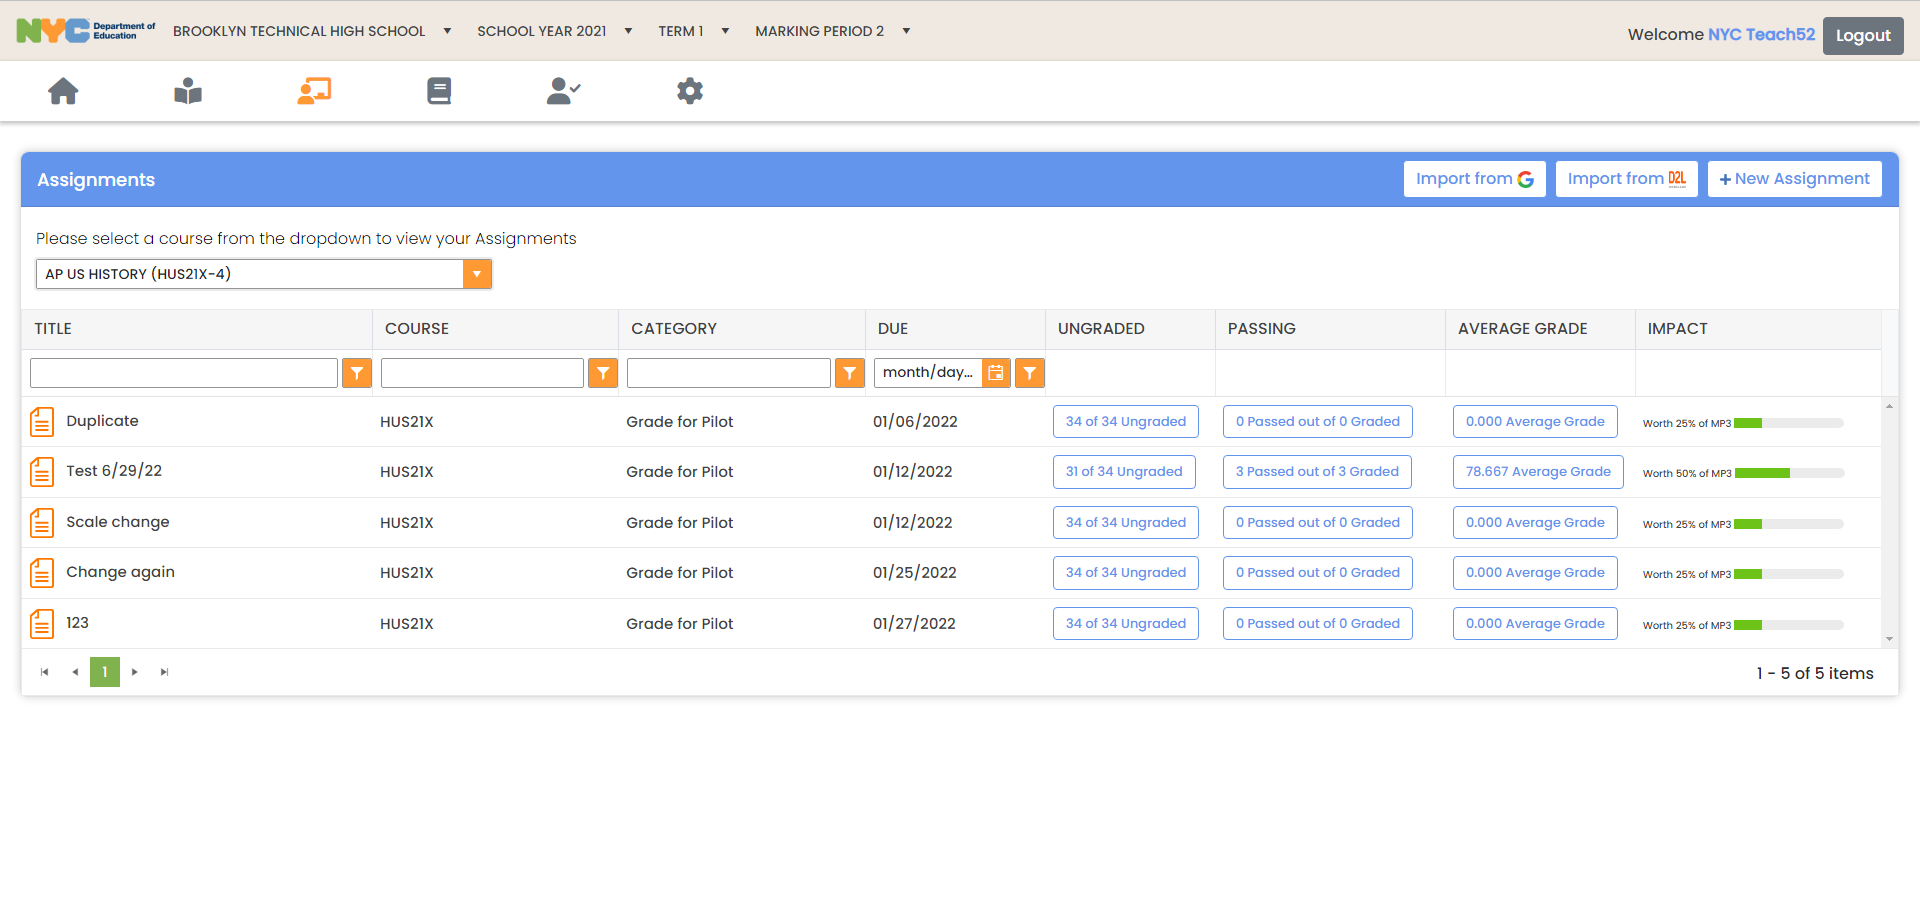 NYC Department of Education BROOKLYN TECHNICAL HIGH SCHOOL SCHOOL YEAR 2021 TERM 1 MARKING PERIOD 2 Welcome NYC Teach52 Logout
Assignments Import from G Import from D2L + New Assignment
Please select a course from the dropdown to view your Assignments
AP US HISTORY (HUS21X-4)
TITLE COURSE CATEGORY DUE UNGRADED PASSING AVERAGE GRADE IMPACT
month/day...
Duplicate HUS21X Grade for Pilot 01/06/2022 34 of 34 Ungraded 0 Passed out of 0 Graded 0.000 Average Grade Worth 25% of MP3
Test 6/29/22 HUS21X Grade for Pilot 01/12/2022 31 of 34 Ungraded 3 Passed out of 3 Graded 78.667 Average Grade Worth 50% of MP3
Scale change HUS21X Grade for Pilot 01/12/2022 34 of 34 Ungraded 0 Passed out of 0 Graded 0.000 Average Grade Worth 25% of MP3
Change again HUS21X Grade for Pilot 01/25/2022 34 of 34 Ungraded 0 Passed out of 0 Graded 0.000 Average Grade Worth 25% of MP3
123 HUS21X Grade for Pilot 01/27/2022 34 of 34 Ungraded 0 Passed out of 0 Graded 0.000 Average Grade Worth 25% of MP3
1 1 - 5 of 5 items